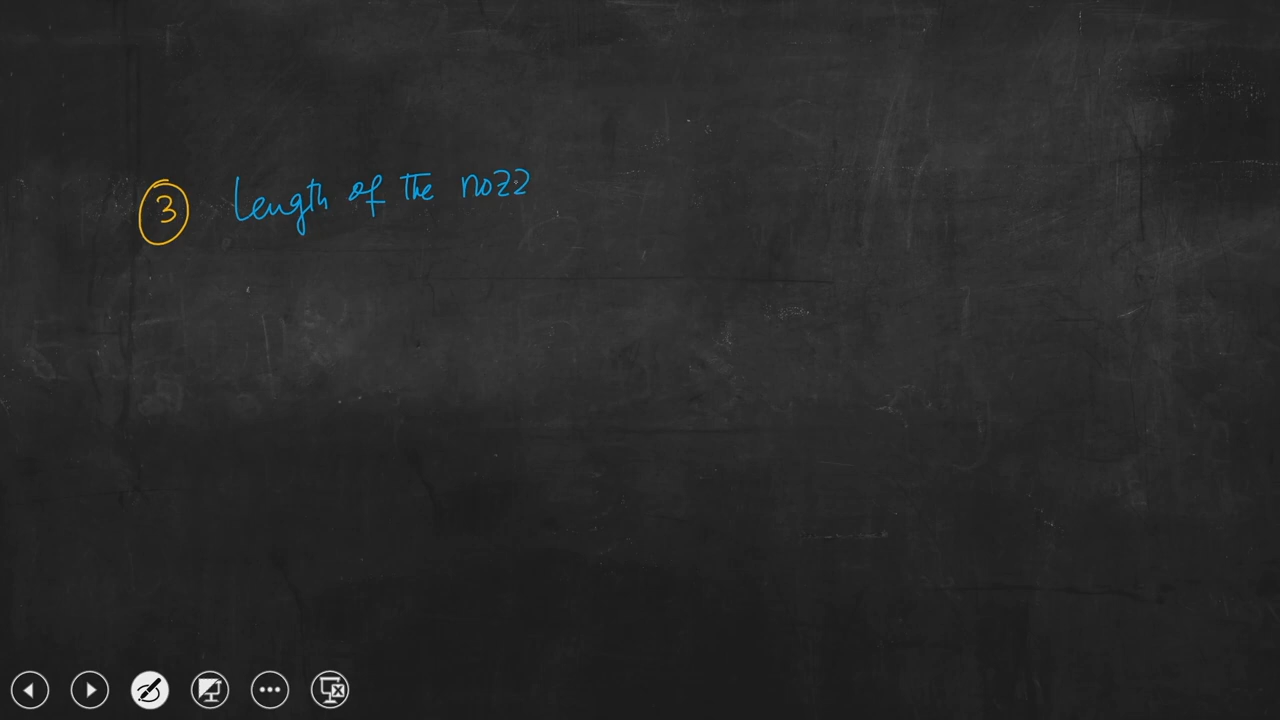 ③ Length of the nozz